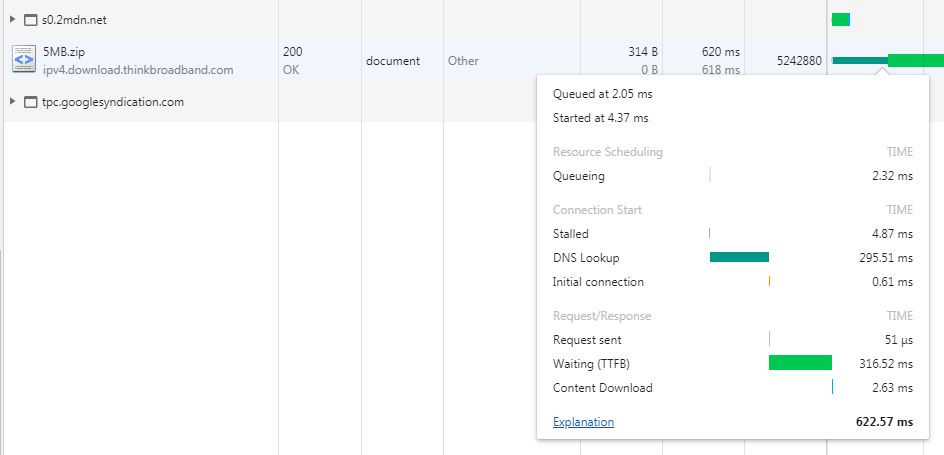 s0.2mdn.net
5MB.zip 200 314 B 620 ms
ipv4.download.thinkbroadband.com OK document Other 0 B 618 ms 5242880
tpc.googlesyndication.com
Queued at 2.05 ms
Started at 4.37 ms
Resource Scheduling TIME
Queueing 2.32 ms
Connection Start TIME
Stalled 4.87 ms
DNS Lookup 295.51 ms
Initial connection 0.61 ms
Request/Response TIME
Request sent 51 µs
Waiting (TTFB) 316.52 ms
Content Download 2.63 ms
Explanation 622.57 ms